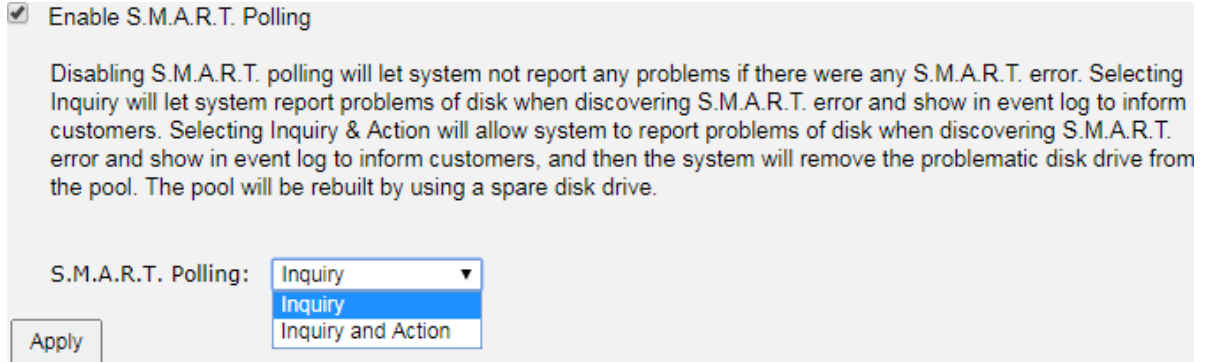 Enable S.M.A.R.T. Polling
Disabling S.M.A.R.T. polling will let system not report any problems if there were any S.M.A.R.T. error. Selecting
Inquiry will let system report problems of disk when discovering S.M.A.R.T. error and show in event log to inform
customers. Selecting Inquiry & Action will allow system to report problems of disk when discovering S.M.A.R.T.
error and show in event log to inform customers, and then the system will remove the problematic disk drive from
the pool. The pool will be rebuilt by using a spare disk drive.
S.M.A.R.T. Polling: Inquiry
Inquiry
Inquiry and Action
Apply